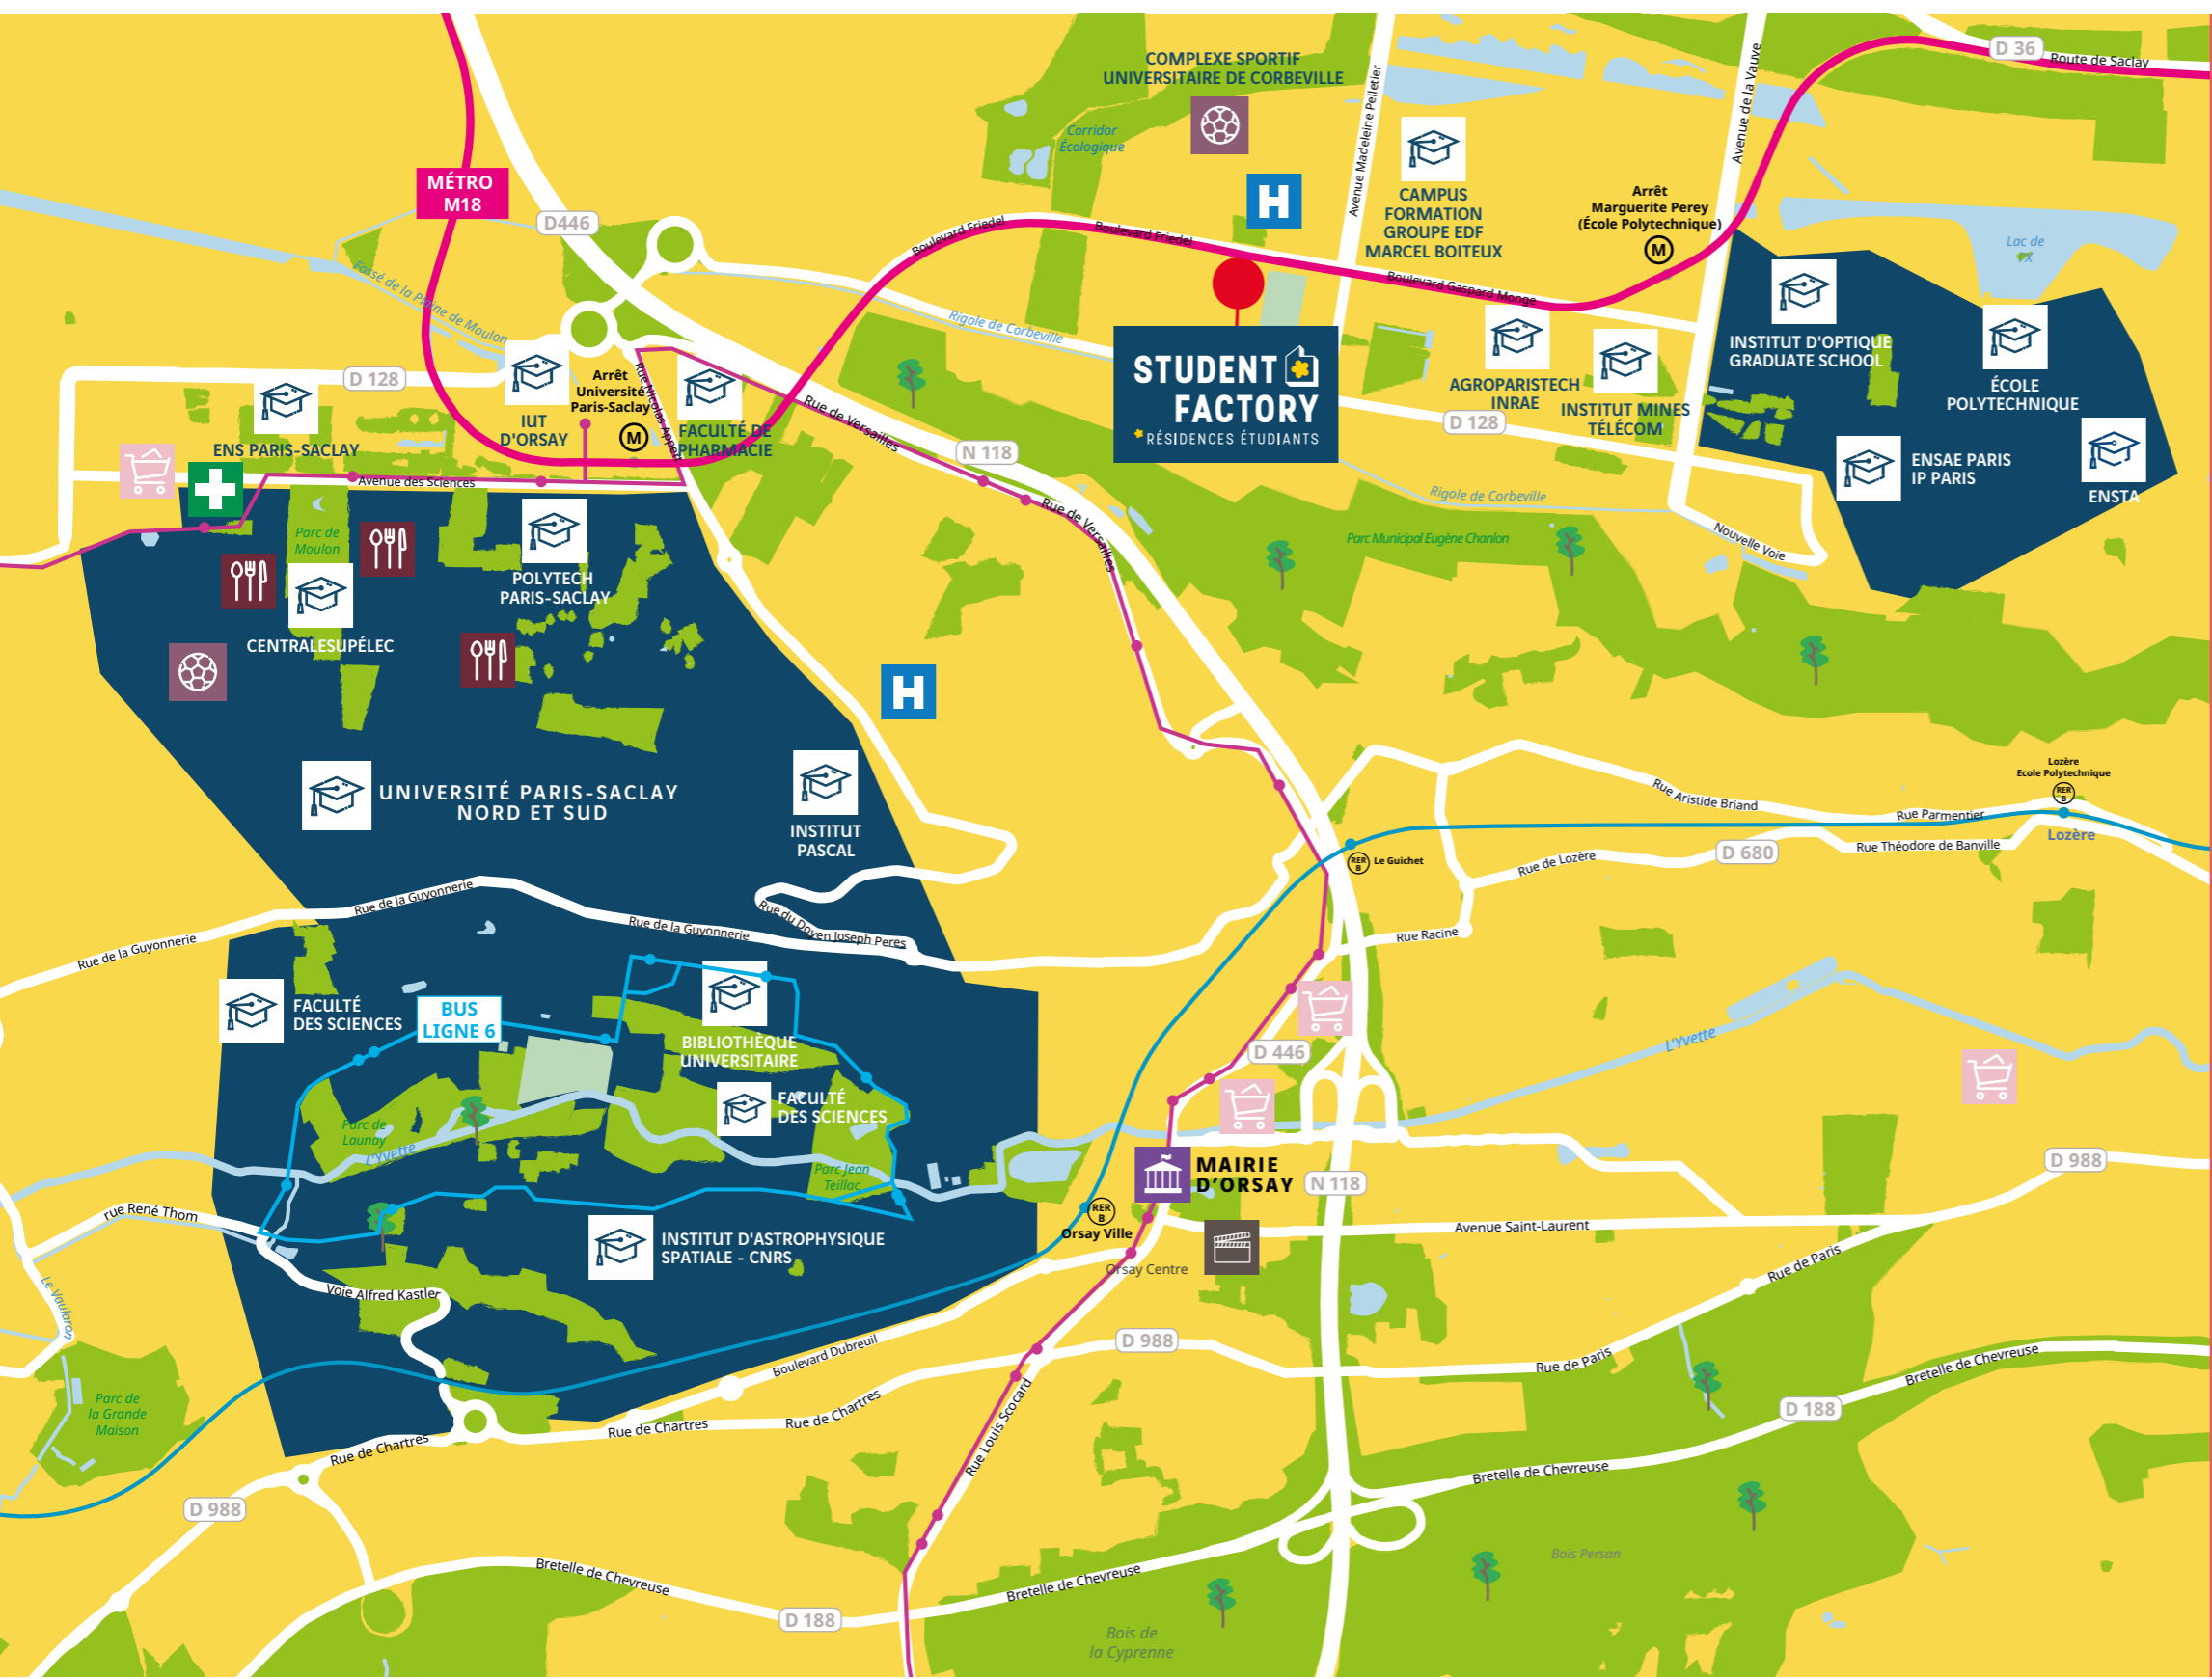 COMPLEXE SPORTIF
UNIVERSITAIRE DE CORBEVILLE
D 36
Route de Saclay
Avenue de la Vauve
Avenue Madeleine Pelletier
Corridor
Écologique
MÉTRO
M18
D446
H
CAMPUS
FORMATION
GROUPE EDF
MARCEL BOITEUX
Arrêt
Marguerite Perey
(École Polytechnique)
M
Boulevard Friedel
Boulevard Friedel
Boulevard Gaspard Monge
Lac de
Fossé de la Plaine de Moulon
Rigole de Corbeville
STUDENT
FACTORY
RÉSIDENCES ÉTUDIANTS
INSTITUT D'OPTIQUE
GRADUATE SCHOOL
ÉCOLE
POLYTECHNIQUE
AGROPARISTECH
INRAE
INSTITUT MINES
TÉLÉCOM
D 128
D 128
ENS PARIS-SACLAY
IUT
D'ORSAY
Arrêt
Université
Paris-Saclay
M
Rue Nicolas Appert
FACULTÉ DE
PHARMACIE
Rue de Versailles
N 118
Rue de Versailles
ENSAE PARIS
IP PARIS
ENSTA
Avenue des Sciences
Rigole de Corbeville
Nouvelle Voie
Parc Municipal Eugène Chanlon
Parc de
Moulon
POLYTECH
PARIS-SACLAY
CENTRALESUPÉLEC
H
UNIVERSITÉ PARIS-SACLAY
NORD ET SUD
INSTITUT
PASCAL
Lozère
Ecole Polytechnique
RER
B
Lozère
Rue Aristide Briand
Rue Parmentier
Rue Théodore de Banville
D 680
Rue de Lozère
RER
B
Le Guichet
Rue Racine
Rue de la Guyonnerie
Rue de la Guyonnerie
Rue de la Guyonnerie
Rue du Doyen Joseph Peres
FACULTÉ
DES SCIENCES
BUS
LIGNE 6
BIBLIOTHÈQUE
UNIVERSITAIRE
FACULTÉ
DES SCIENCES
D 446
L'Yvette
Parc de
Launay
L'Yvette
Parc Jean
Teillac
MAIRIE
D'ORSAY
N 118
D 988
rue René Thom
RER
B
Orsay Ville
Orsay Centre
Avenue Saint-Laurent
INSTITUT D'ASTROPHYSIQUE
SPATIALE - CNRS
Rue de Paris
Le Vaularon
Voie Alfred Kastler
Boulevard Dubreuil
D 988
Rue de Paris
Bretelle de Chevreuse
Parc de
la Grande
Maison
Rue de Chartres
Rue de Chartres
Rue de Chartres
Rue Louis Scocard
D 188
Bretelle de Chevreuse
D 988
Bretelle de Chevreuse
Bretelle de Chevreuse
D 188
Bois Persan
Bois de
la Cyprenne